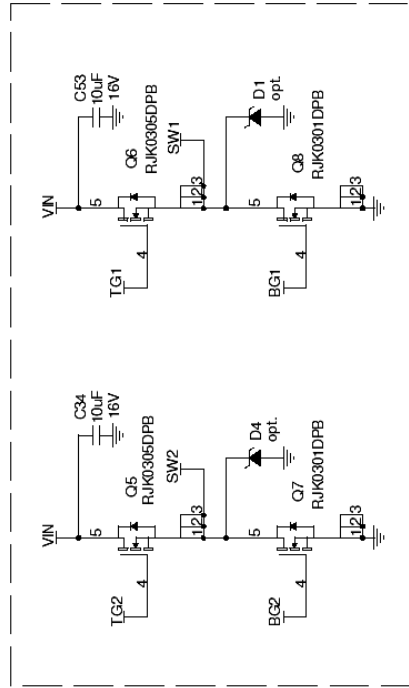 VIN
C53
10uF
16V
5
Q6
RJK0305DPB
TG1
4
1 2 3
SW1
D1
opt.
5
Q8
RJK0301DPB
BG1
4
1 2 3
VIN
C34
10uF
16V
5
Q5
RJK0305DPB
TG2
4
1 2 3
SW2
D4
opt.
5
Q7
RJK0301DPB
BG2
4
1 2 3